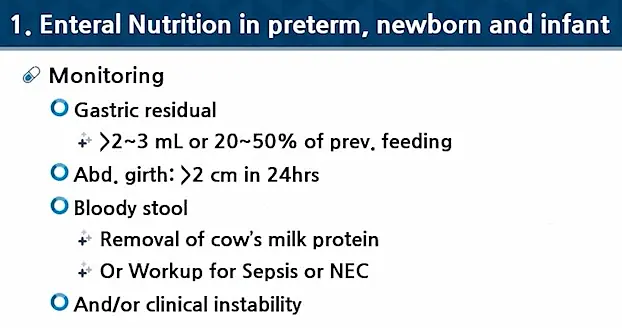 1. Enteral Nutrition in preterm, newborn and infant
Monitoring
Gastric residual
>2~3 mL or 20~50% of prev. feeding
Abd. girth: >2 cm in 24hrs
Bloody stool
Removal of cow's milk protein
Or Workup for Sepsis or NEC
And/or clinical instability